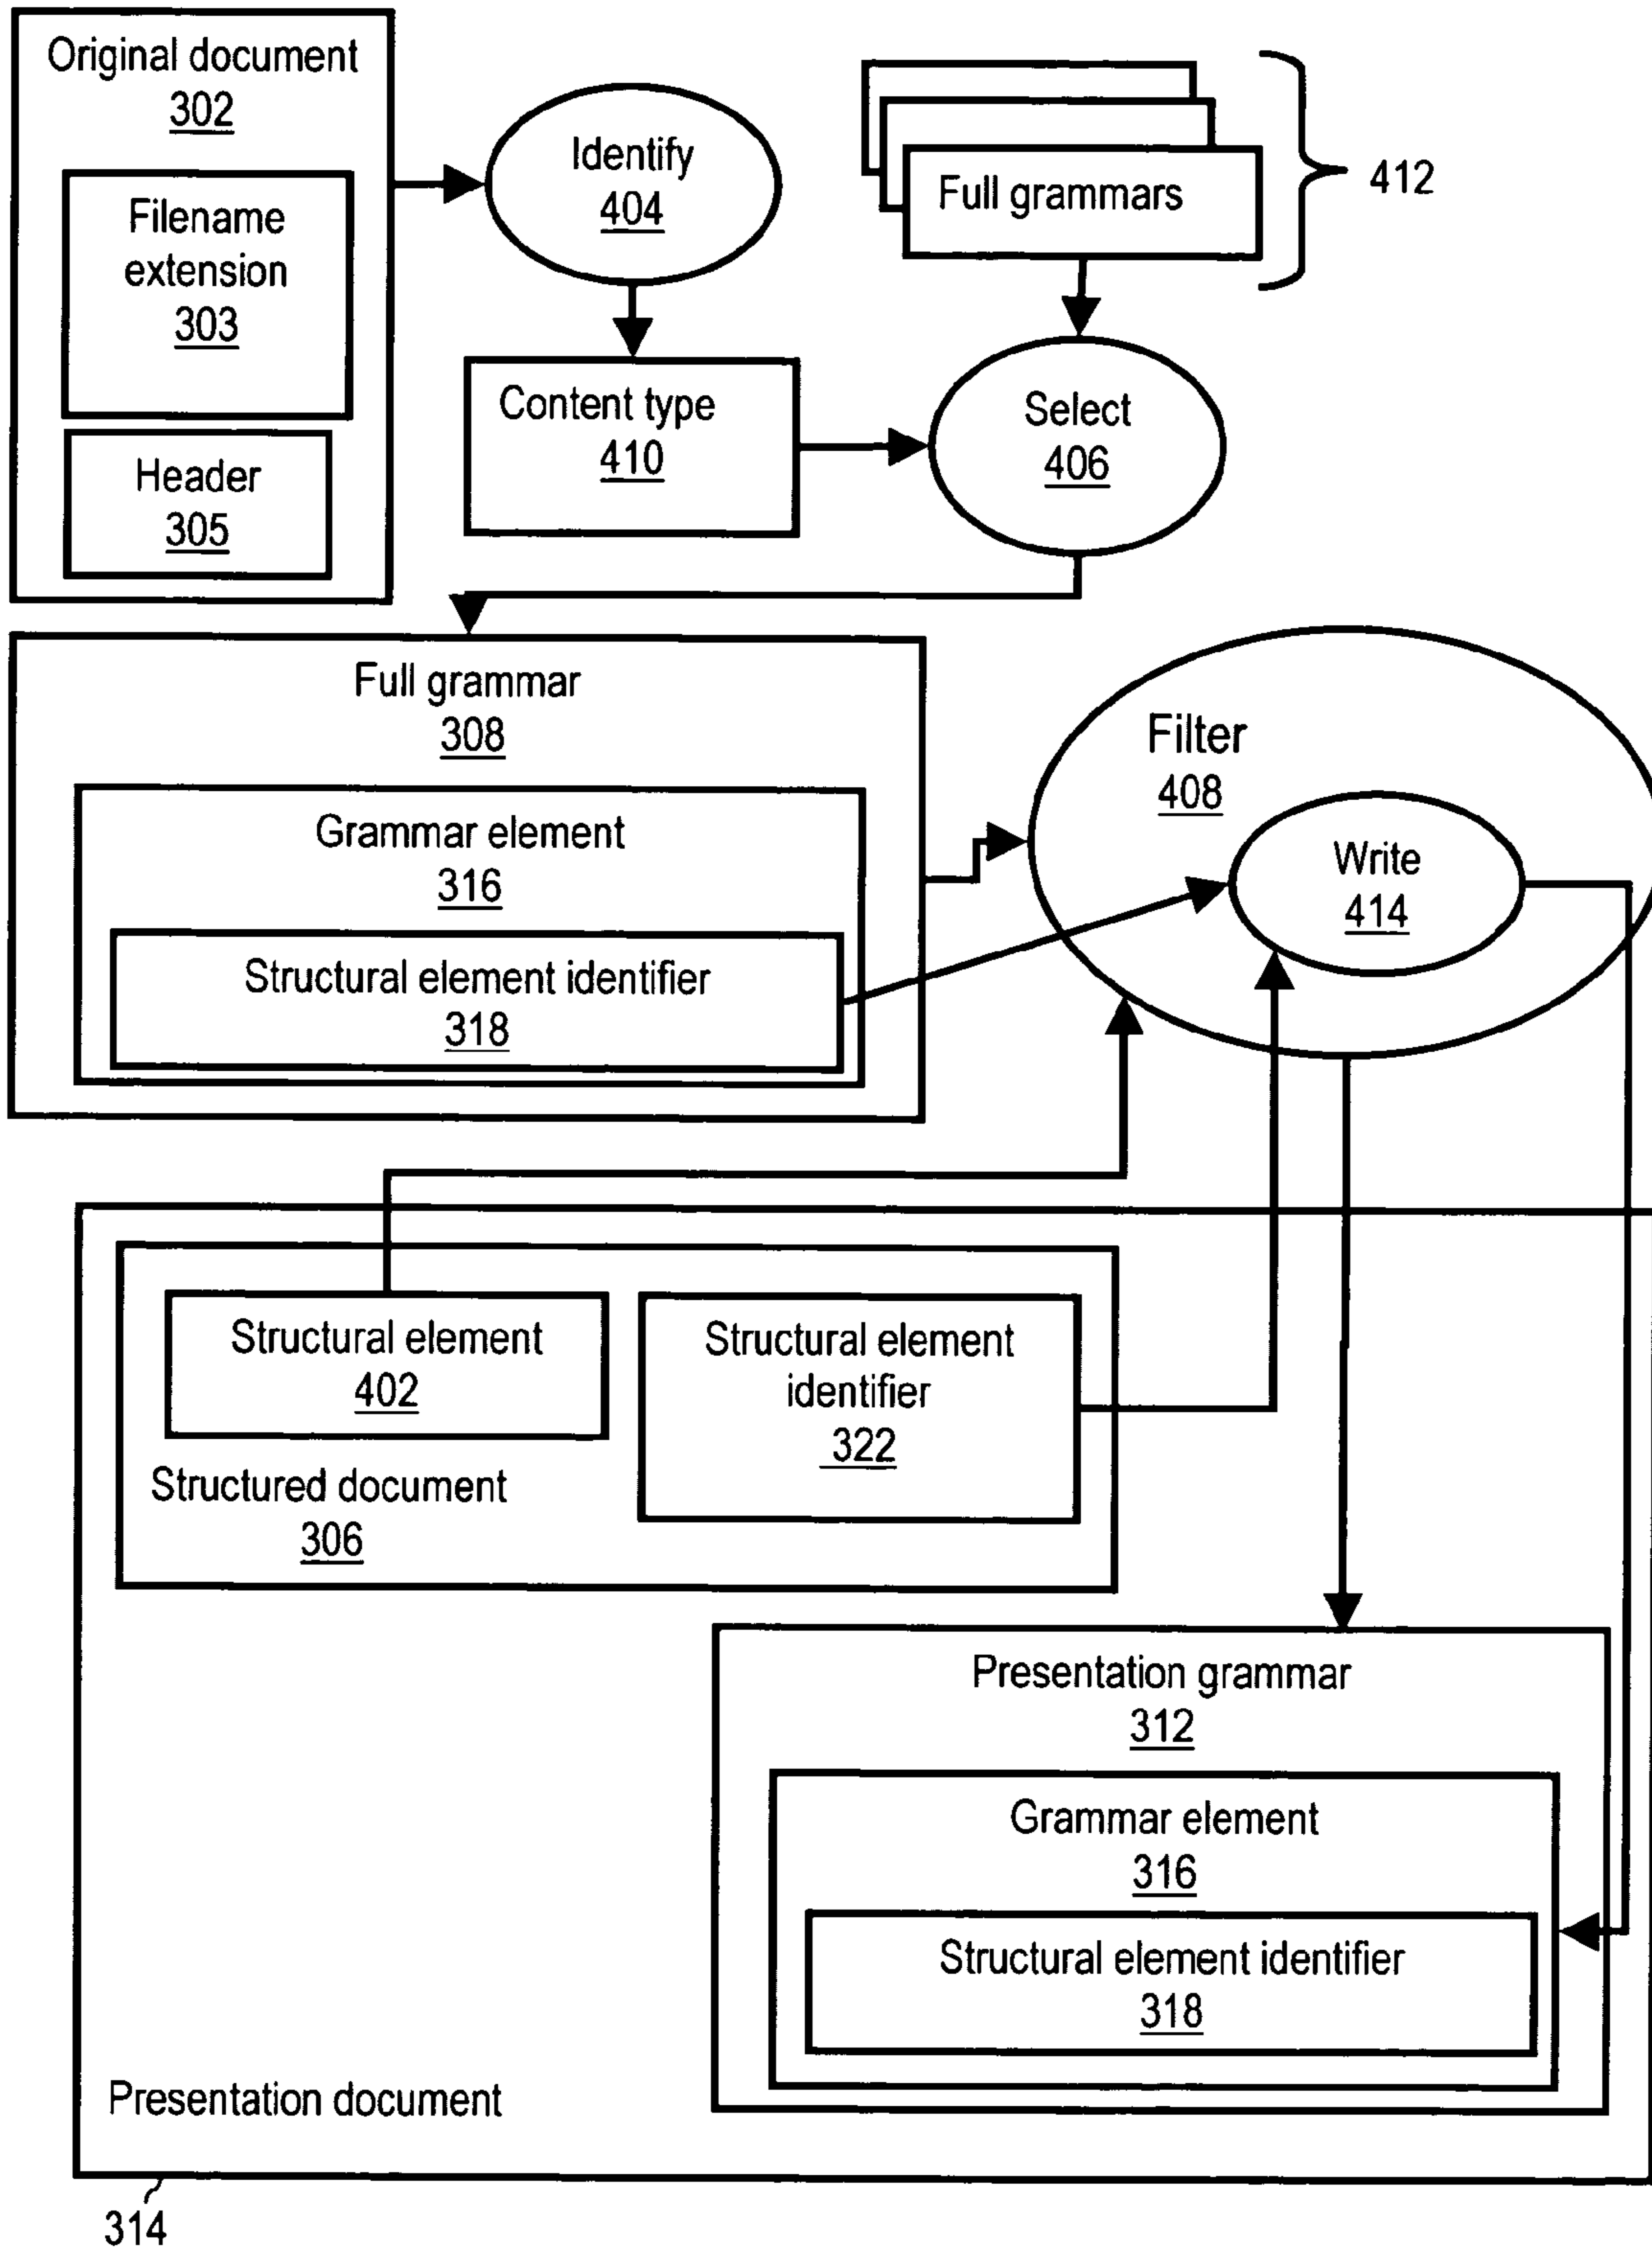 Original document
302
Filename
extension
303
Header
305
Identify
404
Full grammars
412
Content type
410
Select
406
Full grammar
308
Grammar element
316
Structural element identifier
318
Filter
408
Write
414
Structural element
402
Structural element
identifier
322
Structured document
306
Presentation grammar
312
Grammar element
316
Structural element identifier
318
Presentation document
314